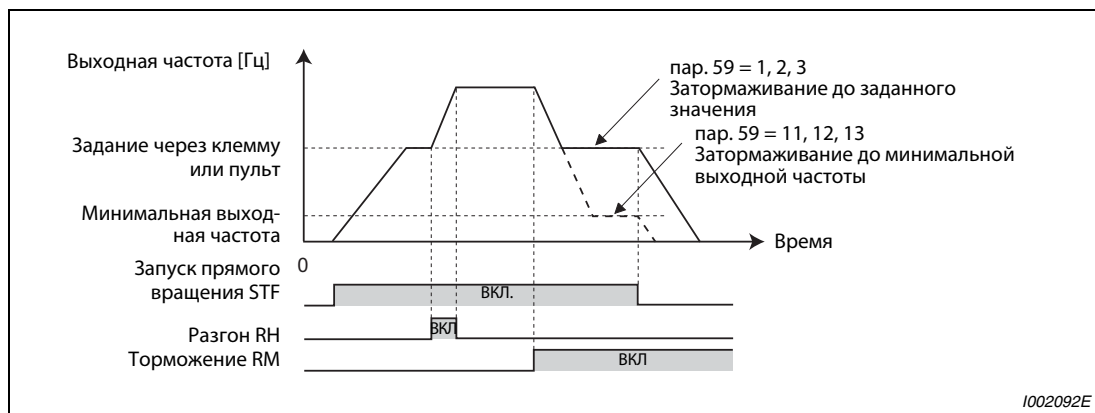 Выходная частота [Гц]
пар. 59 = 1, 2, 3
Затормаживание до заданного
значения
пар. 59 = 11, 12, 13
Затормаживание до минимальной
выходной частоты
Задание через клемму
или пульт
Минимальная выход-
ная частота
Время
0
Запуск прямого
вращения STF
ВКЛ.
Разгон RH
ВКЛ
Торможение RM
ВКЛ
I002092E